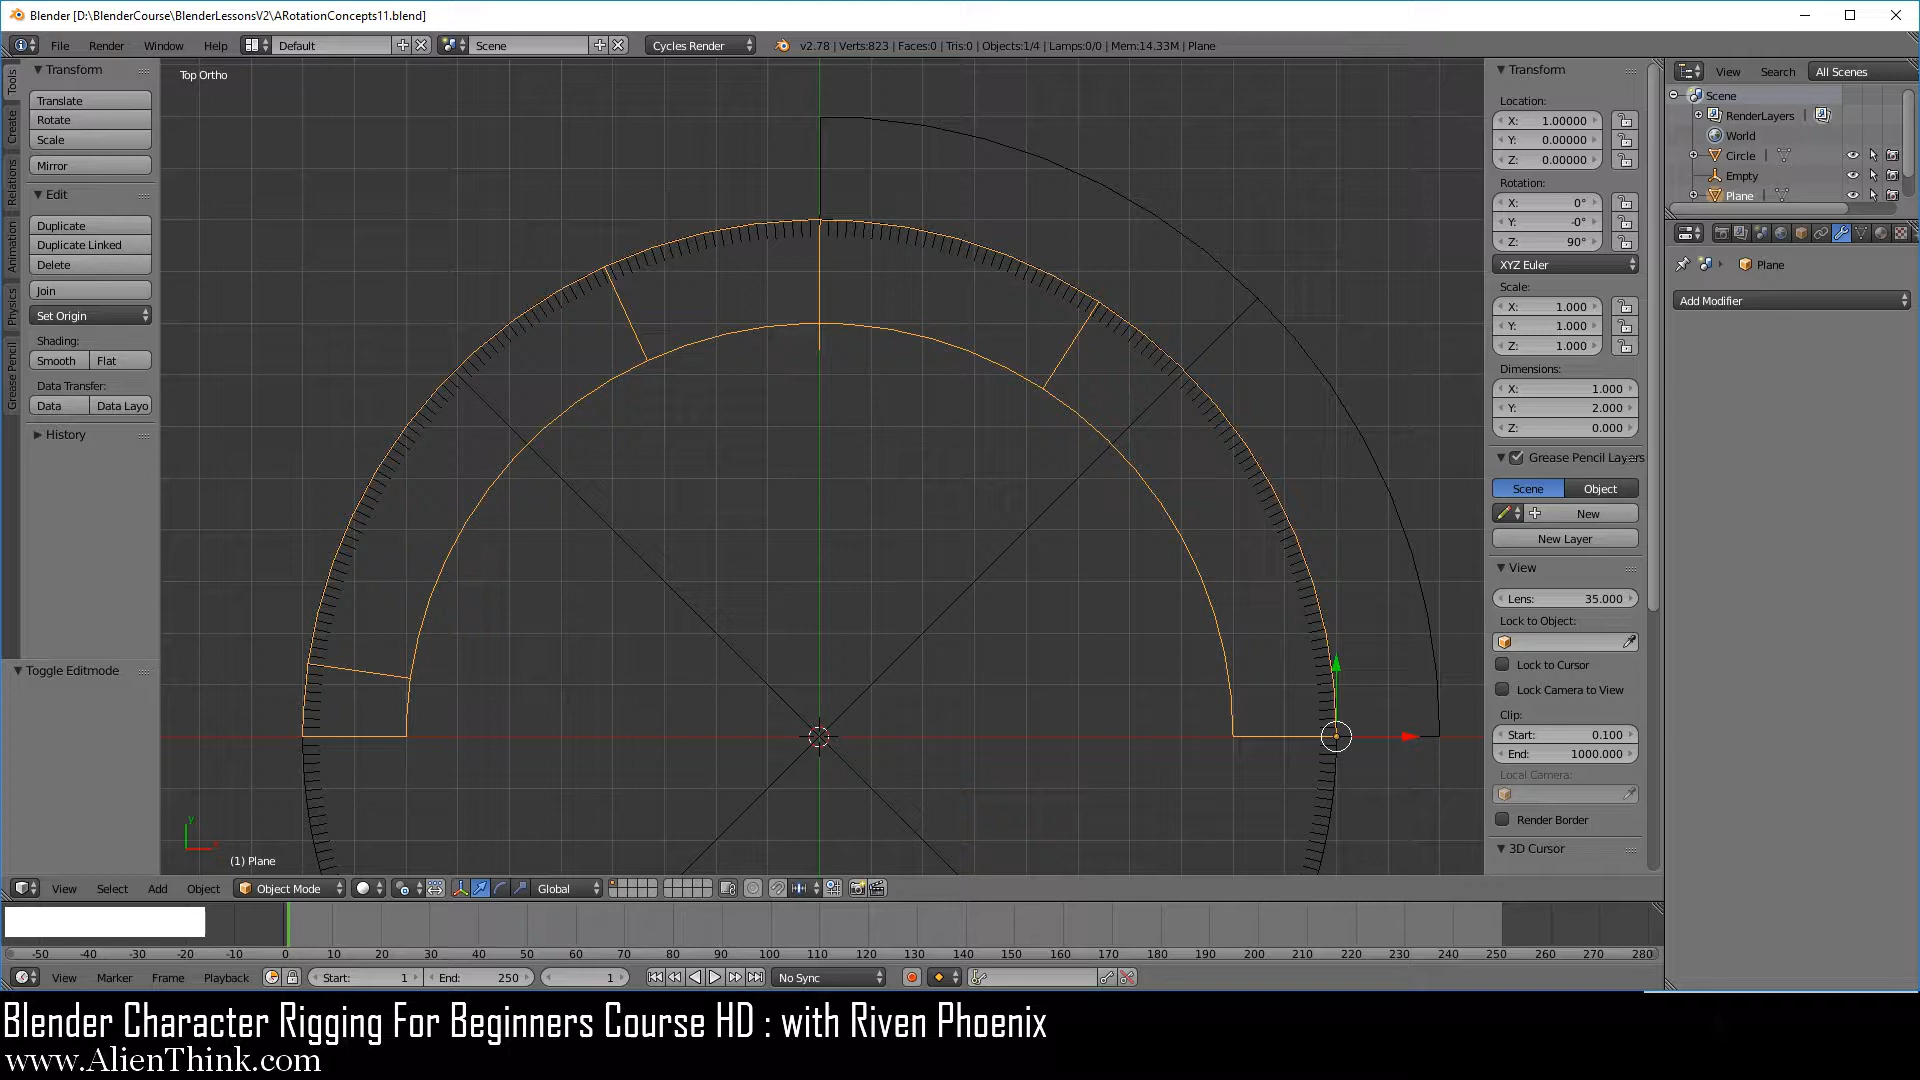 Blender [D:\BlenderCourse\BlenderLessonsV2\ARotationConcepts11.blend]
File Render Window Help Default Scene Cycles Render v2.78 | Verts:823 | Faces:0 | Tris:0 | Objects:1/4 | Lamps:0/0 | Mem:14.33M | Plane
Tools
Create
Relations
Animation
Physics
Grease Pencil
Transform
Translate
Rotate
Scale
Mirror
Edit
Duplicate
Duplicate Linked
Delete
Join
Set Origin
Shading:
Smooth Flat
Data Transfer:
Data Data Layo
History
Toggle Editmode
Top Ortho
y
(1) Plane
Transform
Location:
X: 1.00000
Y: 0.00000
Z: 0.00000
Rotation:
X: 0°
Y: -0°
Z: 90°
XYZ Euler
Scale:
X: 1.000
Y: 1.000
Z: 1.000
Dimensions:
X: 1.000
Y: 2.000
Z: 0.000
Grease Pencil Layers
Scene Object
New
New Layer
View
Lens: 35.000
Lock to Object:
Lock to Cursor
Lock Camera to View
Clip:
Start: 0.100
End: 1000.000
Local Camera:
Render Border
3D Cursor
View Search All Scenes
Scene
RenderLayers |
World
Circle |
Empty
Plane |
Plane
Add Modifier
View Select Add Object Object Mode Global
-50 -40 -30 -20 -10 0 10 20 30 40 50 60 70 80 90 100 110 120 130 140 150 160 170 180 190 200 210 220 230 240 250 260 270 280
View Marker Frame Playback Start: 1 End: 250 1 No Sync
Blender Character Rigging For Beginners Course HD : with Riven Phoenix
www.AlienThink.com